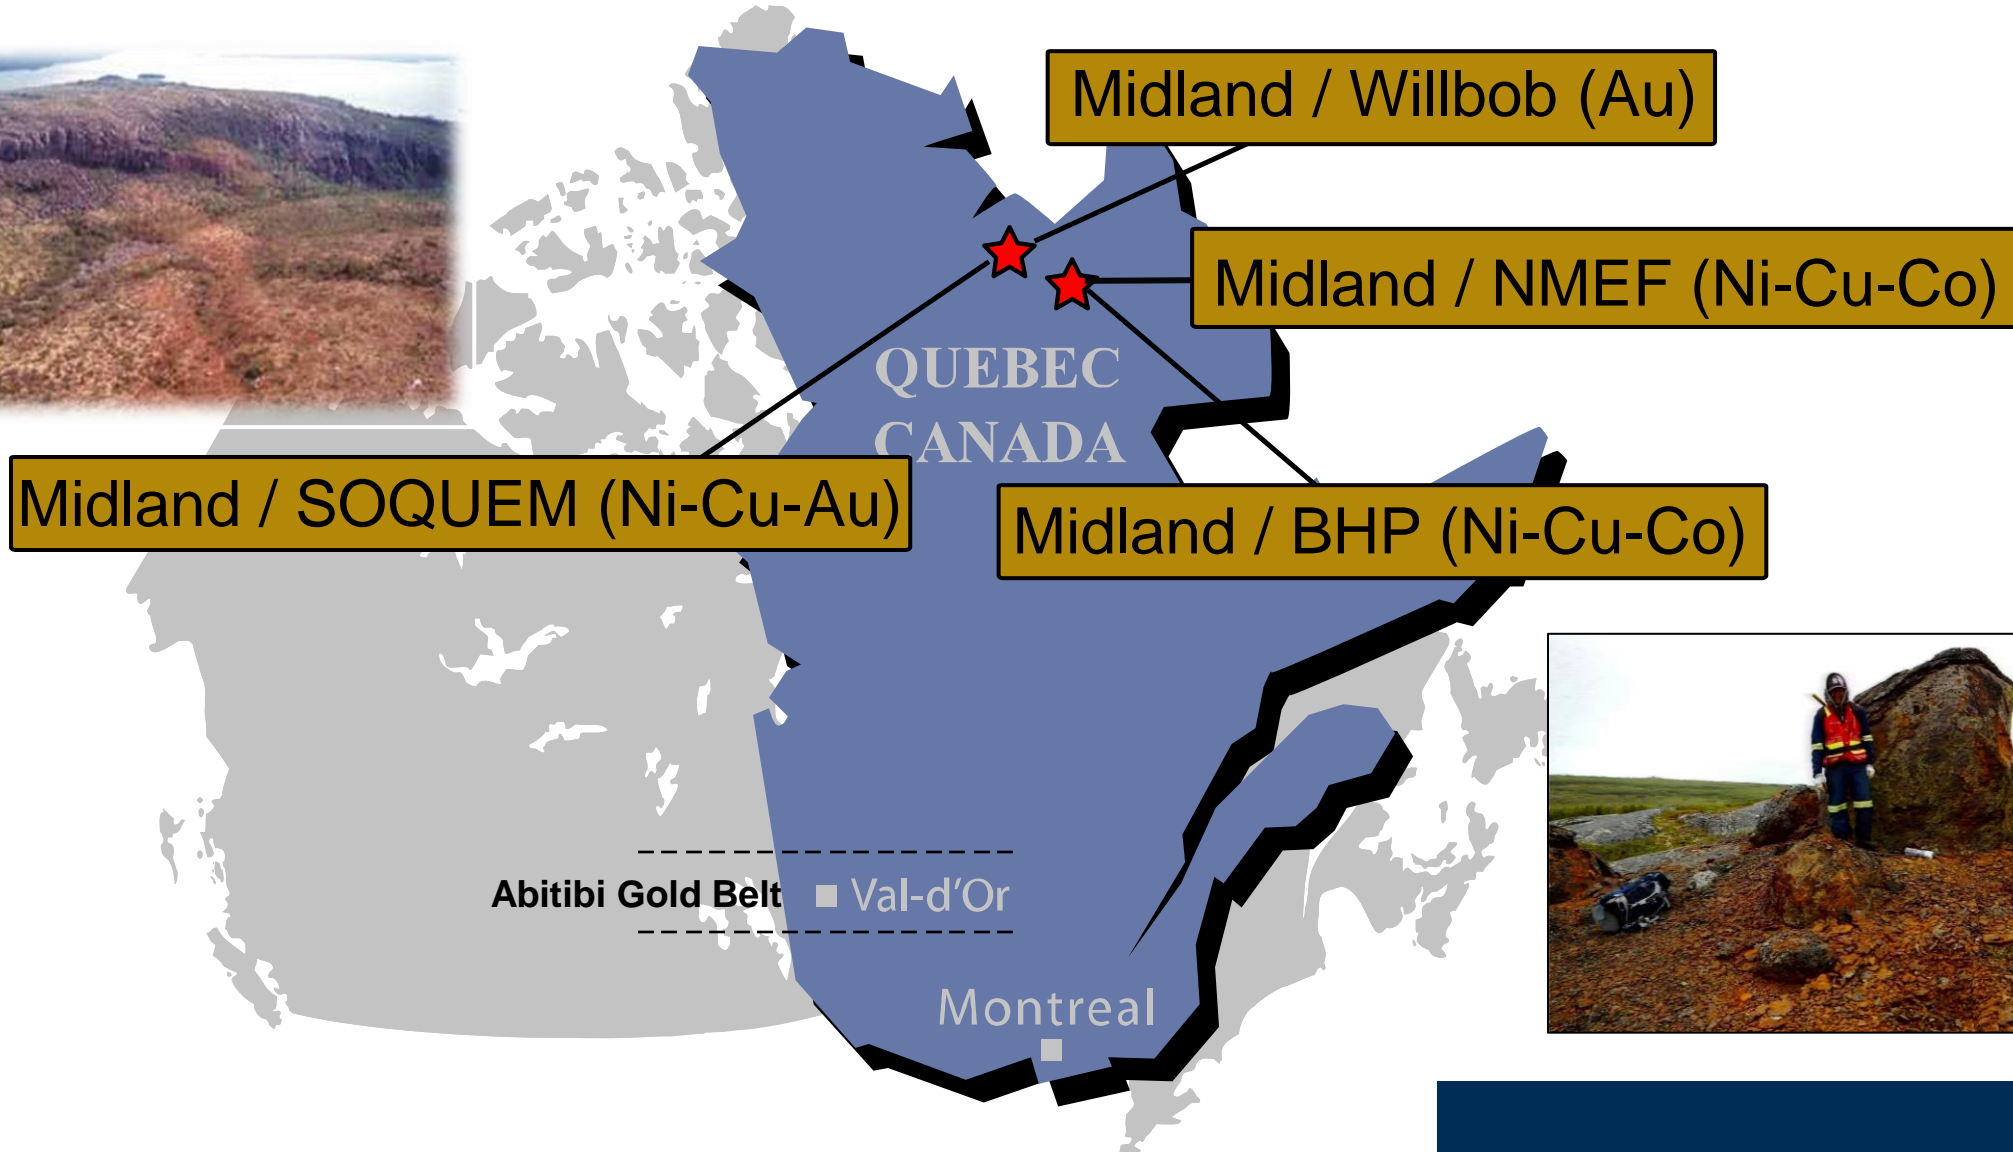 Midland / Willbob (Au)
Midland / NMEF (Ni-Cu-Co)
QUEBEC
CANADA
Midland / SOQUEM (Ni-Cu-Au)
Midland / BHP (Ni-Cu-Co)
Abitibi Gold Belt
Val-d’Or
Montreal